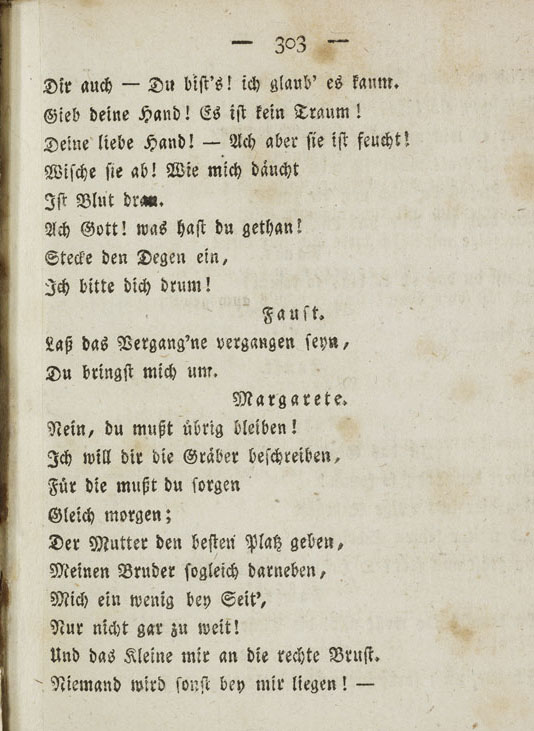 — 303 —
Dir auch — Du bist's! ich glaub' es kaum.
Gieb deine Hand! Es ist kein Traum!
Deine liebe Hand! — Ach aber sie ist feucht!
Wische sie ab! Wie mich däucht
Ist Blut dran.
Ach Gott! was hast du gethan!
Stecke den Degen ein,
Ich bitte dich drum!
Faust.
Laß das Vergang'ne vergangen seyn,
Du bringst mich um.
Margarete.
Nein, du mußt übrig bleiben!
Ich will dir die Gräber beschreiben,
Für die mußt du sorgen
Gleich morgen;
Der Mutter den besten Platz geben,
Meinen Bruder sogleich darneben,
Mich ein wenig bey Seit',
Nur nicht gar zu weit!
Und das Kleine mir an die rechte Brust.
Niemand wird sonst bey mir liegen! —